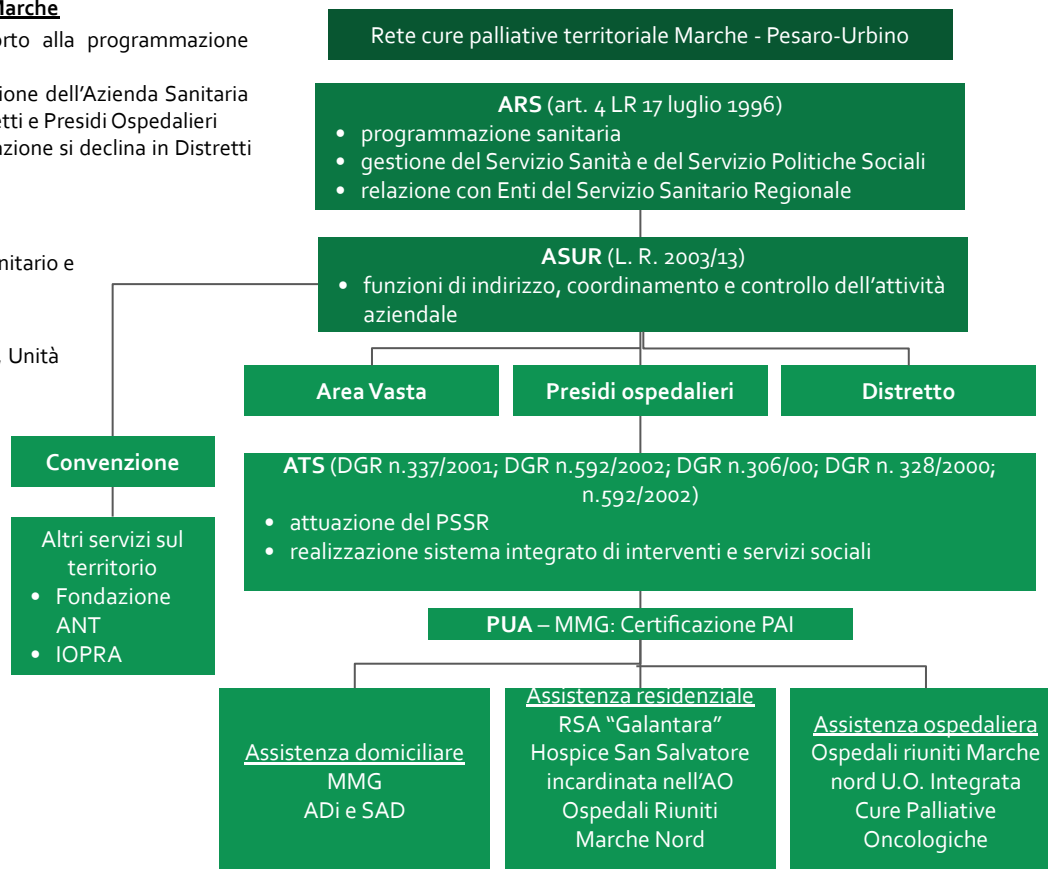 Marche
orto alla programmazione
ione dell'Azienda Sanitaria
etti e Presidi Ospedalieri
azione si declina in Distretti
nitario e
Unità
Rete cure palliative territoriale Marche - Pesaro-Urbino
ARS (art. 4 LR 17 luglio 1996)
• programmazione sanitaria
• gestione del Servizio Sanità e del Servizio Politiche Sociali
• relazione con Enti del Servizio Sanitario Regionale
ASUR (L. R. 2003/13)
• funzioni di indirizzo, coordinamento e controllo dell'attività
aziendale
Area Vasta
Presidi ospedalieri
Distretto
Convenzione
Altri servizi sul
territorio
• Fondazione
ANT
• IOPRA
ATS (DGR n.337/2001; DGR n.592/2002; DGR n.306/00; DGR n. 328/2000;
n.592/2002)
• attuazione del PSSR
• realizzazione sistema integrato di interventi e servizi sociali
PUA – MMG: Certificazione PAI
Assistenza domiciliare
MMG
ADi e SAD
Assistenza residenziale
RSA "Galantara"
Hospice San Salvatore
incardinata nell'AO
Ospedali Riuniti
Marche Nord
Assistenza ospedaliera
Ospedali riuniti Marche
nord U.O. Integrata
Cure Palliative
Oncologiche